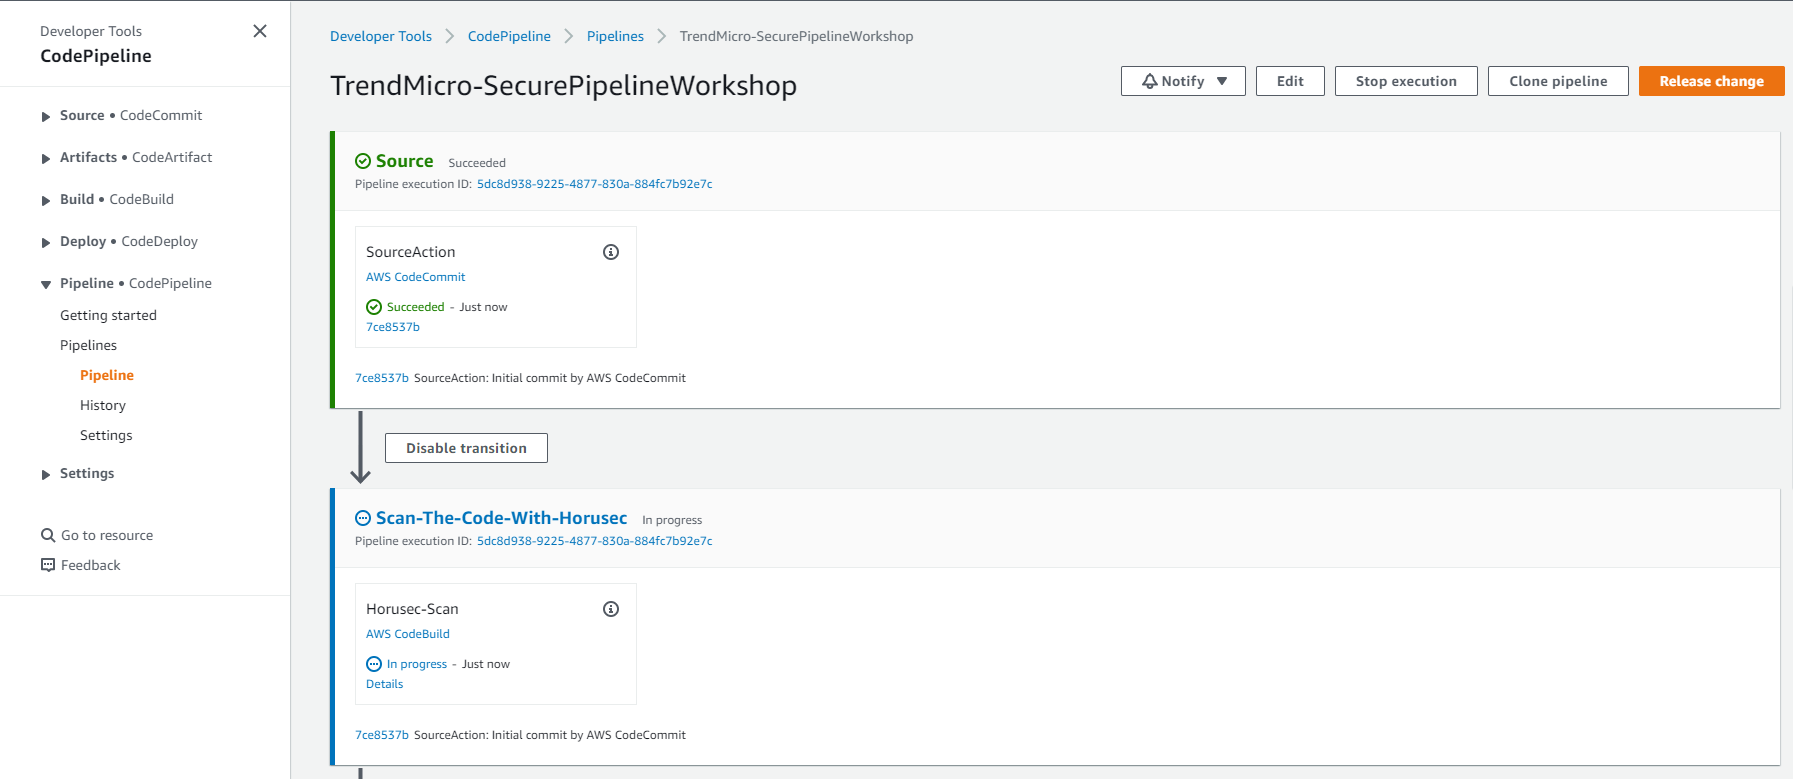 Developer Tools
CodePipeline
Source • CodeCommit
Artifacts • CodeArtifact
Build • CodeBuild
Deploy • CodeDeploy
Pipeline • CodePipeline
Getting started
Pipelines
Pipeline
History
Settings
Settings
Go to resource
Feedback
Developer Tools CodePipeline Pipelines TrendMicro-SecurePipelineWorkshop
TrendMicro-SecurePipelineWorkshop
Notify Edit Stop execution Clone pipeline Release change
Source Succeeded
Pipeline execution ID: 5dc8d938-9225-4877-830a-884fc7b92e7c
SourceAction
AWS CodeCommit
Succeeded - Just now
7ce8537b
7ce8537b SourceAction: Initial commit by AWS CodeCommit
Disable transition
Scan-The-Code-With-Horusec In progress
Pipeline execution ID: 5dc8d938-9225-4877-830a-884fc7b92e7c
Horusec-Scan
AWS CodeBuild
In progress - Just now
Details
7ce8537b SourceAction: Initial commit by AWS CodeCommit